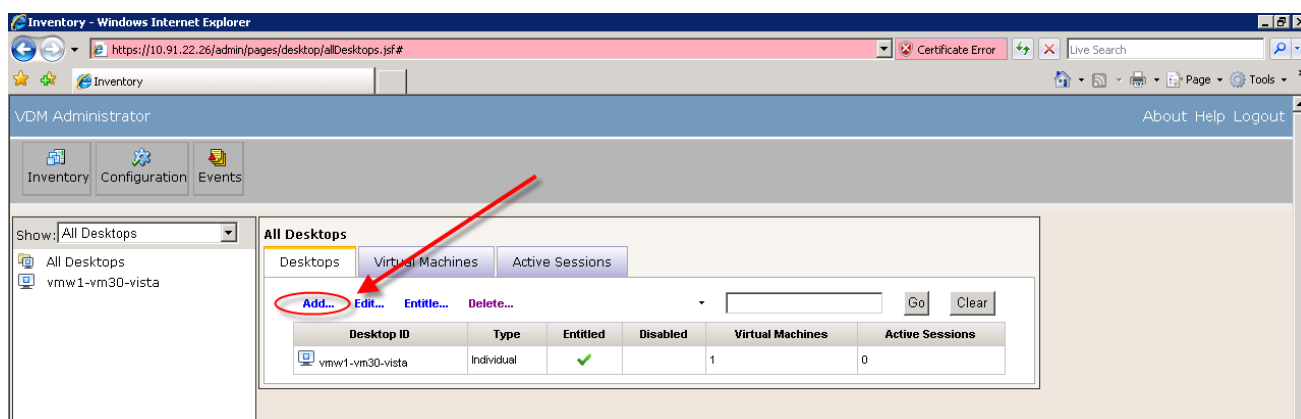 Inventory - Windows Internet Explorer
https://10.91.22.26/admin/pages/desktop/allDesktops.jsf#
Certificate Error
Live Search
Inventory
Page
Tools
VDM Administrator
About Help Logout
Inventory Configuration Events
Show: All Desktops
All Desktops
vmw1-vm30-vista
All Desktops
Desktops Virtual Machines Active Sessions
Add... Edit... Entitle... Delete... Go Clear
Desktop ID Type Entitled Disabled Virtual Machines Active Sessions
vmw1-vm30-vista Individual 1 0